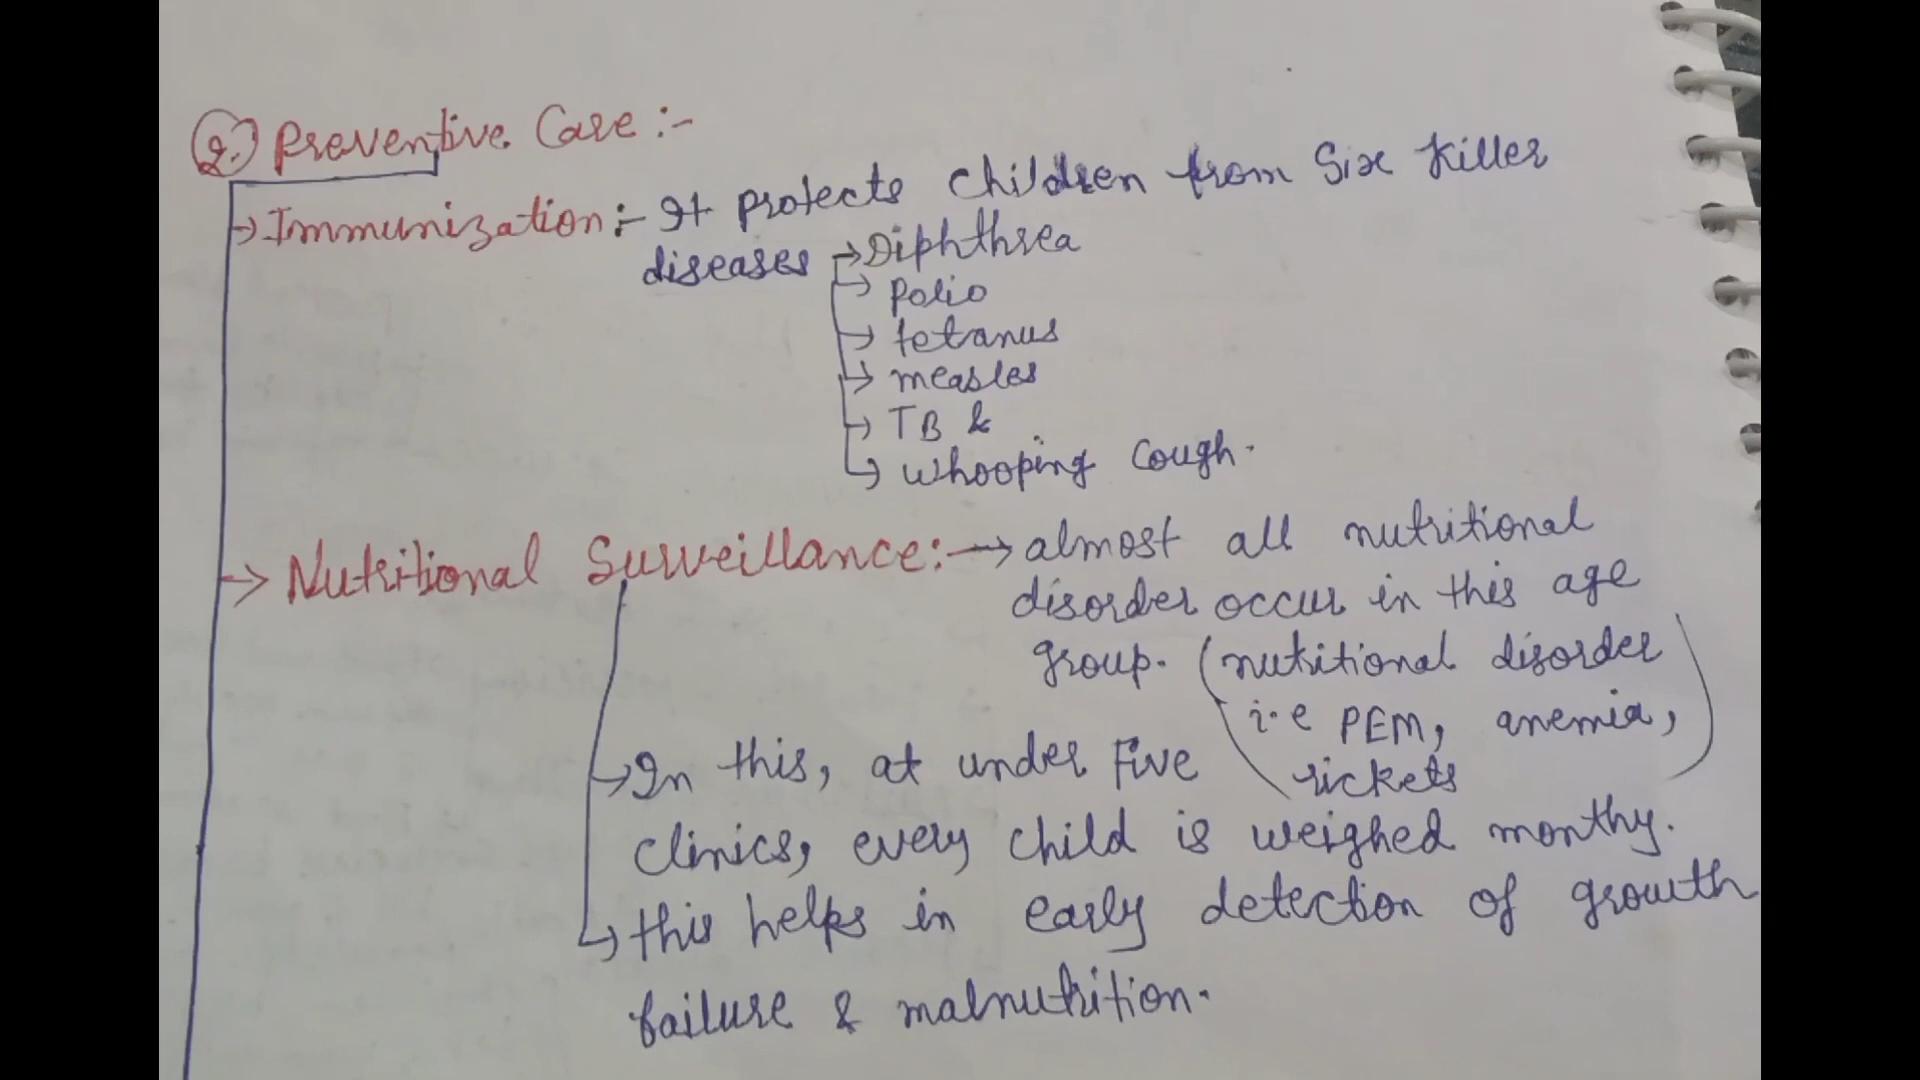 2. Preventive Care :-
→ Immunization :- It protects children from Six Killer
diseases → Diphthrea
→ Polio
→ tetanus
→ measles
→ TB &
→ whooping cough.
→ Nutritional Surveillance :- → almost all nutritional
disorder occur in this age
group. (nutritional disorder
i.e PEM, anemia,
rickets)
→ In this, at under Five
clinics, every child is weighed monthy.
→ this helps in early detection of growth
failure & malnutrition.